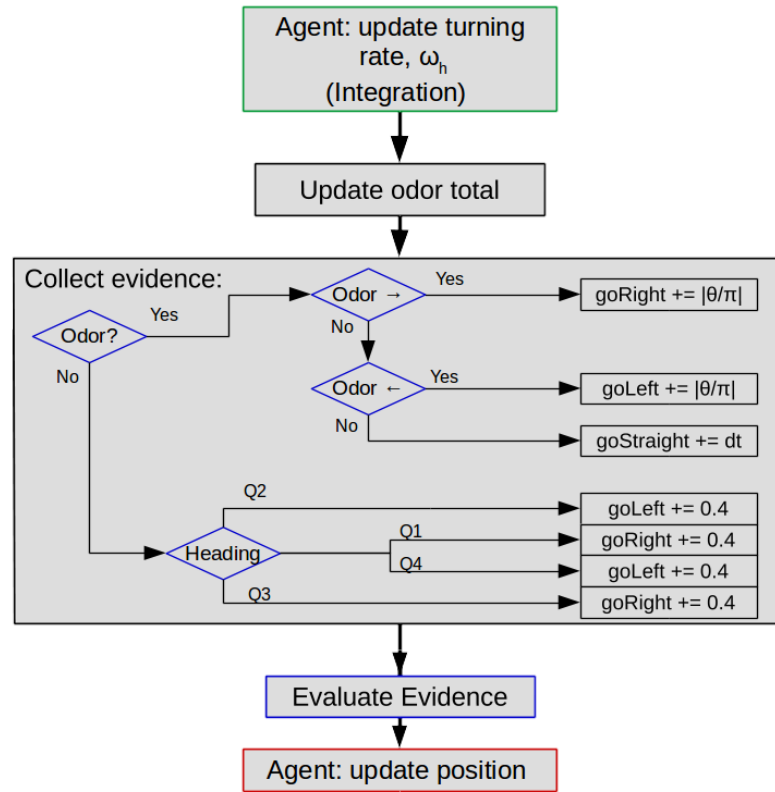 Agent: update turning
rate, ωh
(Integration)
Update odor total
Collect evidence:
Odor?
Yes
No
Odor →
Yes
goRight += |θ/π|
No
Odor ←
Yes
goLeft += |θ/π|
No
goStraight += dt
Heading
Q2
goLeft += 0.4
Q1
goRight += 0.4
Q4
goLeft += 0.4
Q3
goRight += 0.4
Evaluate Evidence
Agent: update position